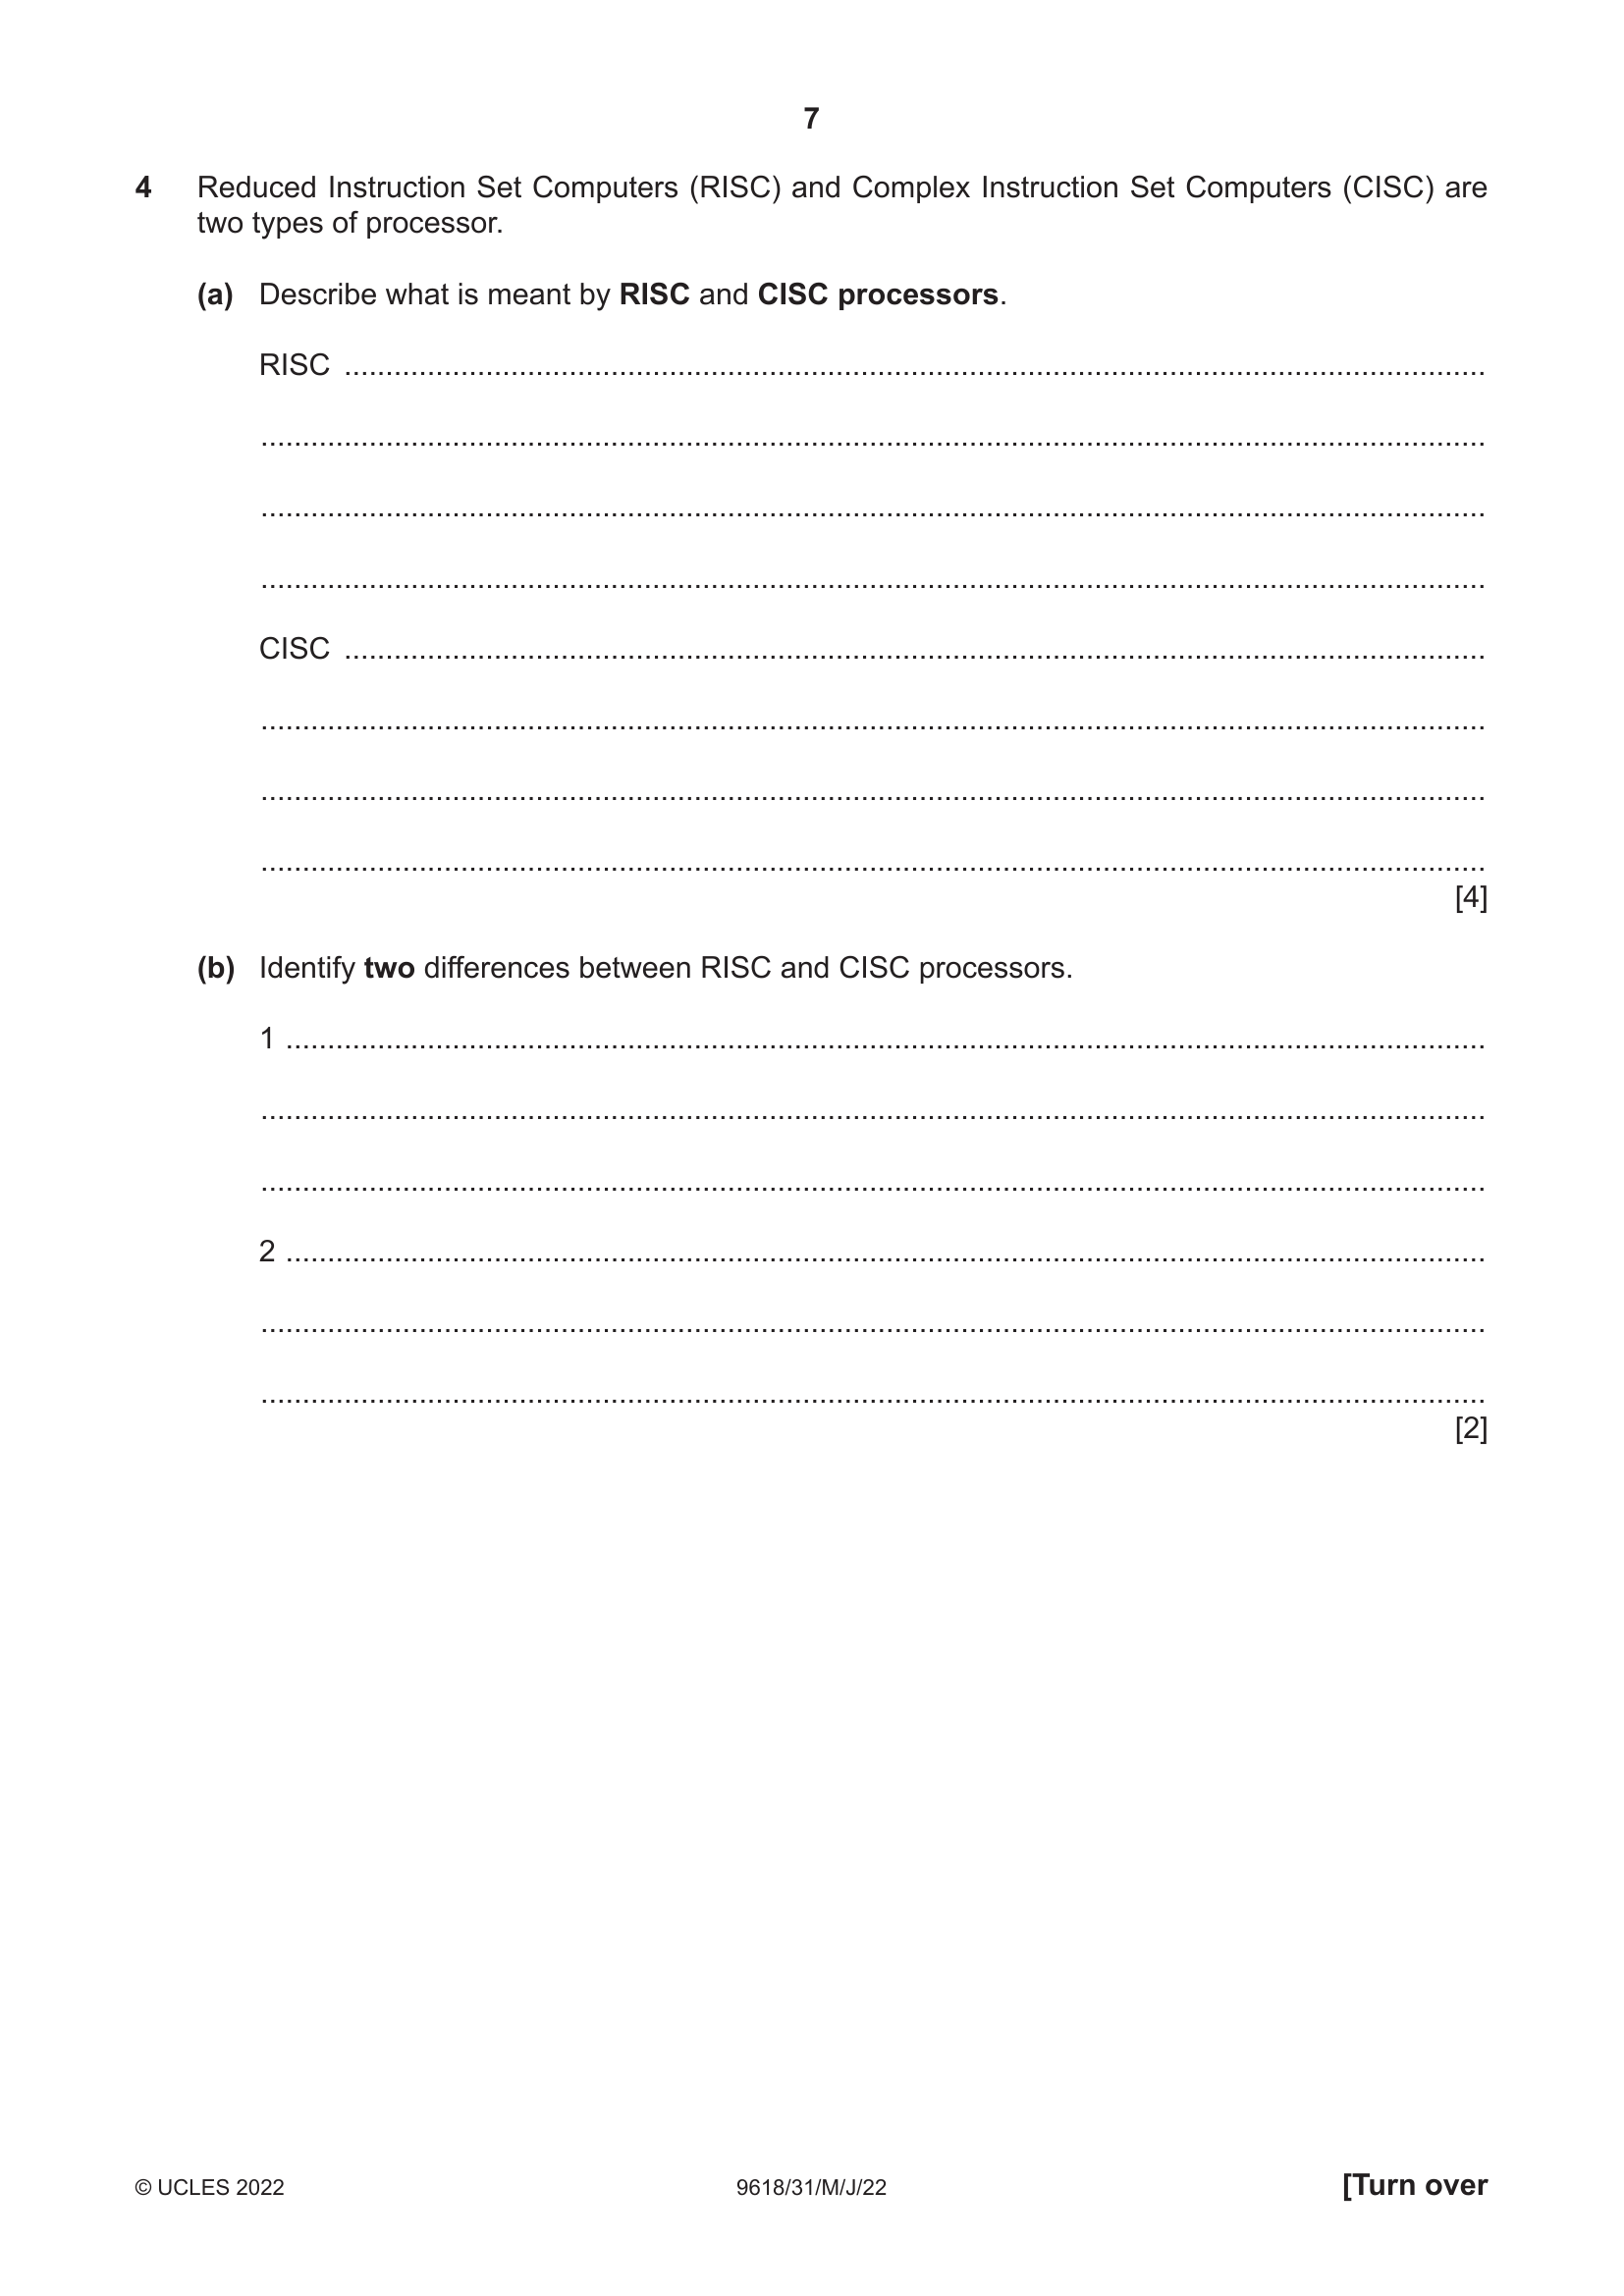 7
4 Reduced Instruction Set Computers (RISC) and Complex Instruction Set Computers (CISC) are
two types of processor.
(a) Describe what is meant by RISC and CISC processors.
RISC ..........................................................................................................................................
....................................................................................................................................................
....................................................................................................................................................
....................................................................................................................................................
CISC ..........................................................................................................................................
....................................................................................................................................................
....................................................................................................................................................
....................................................................................................................................................
[4]
(b) Identify two differences between RISC and CISC processors.
1 .................................................................................................................................................
....................................................................................................................................................
....................................................................................................................................................
2 .................................................................................................................................................
....................................................................................................................................................
....................................................................................................................................................
[2]
© UCLES 2022 9618/31/M/J/22 [Turn over